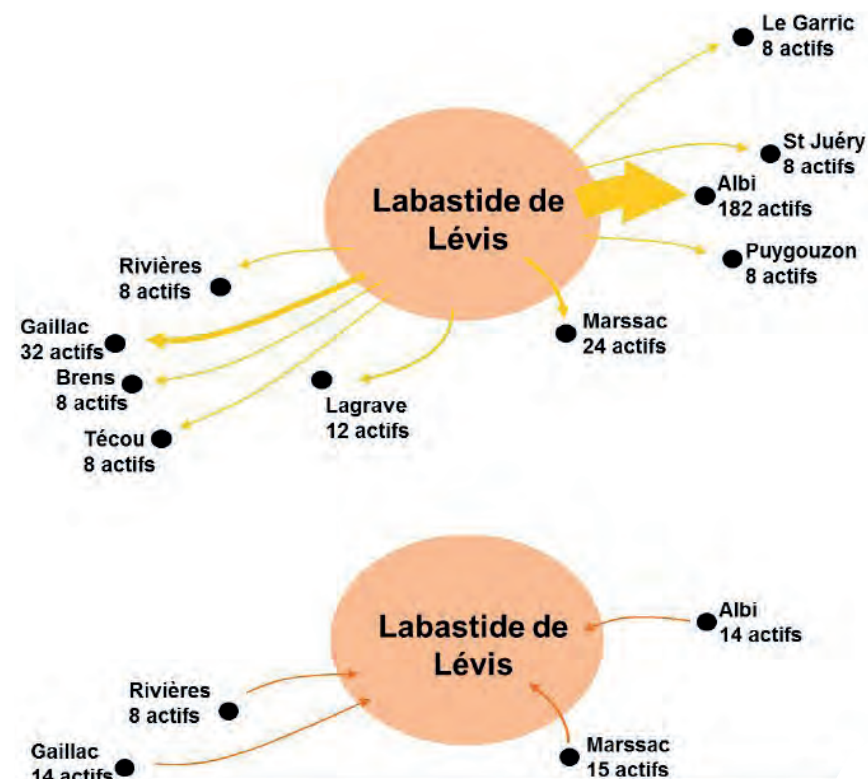 Le Garric
8 actifs
St Juéry
8 actifs
Albi
182 actifs
Labastide de
Lévis
Puygouzon
8 actifs
Rivières
8 actifs
Marssac
24 actifs
Gaillac
32 actifs
Brens
8 actifs
Lagrave
12 actifs
Técou
8 actifs
Albi
14 actifs
Labastide de
Lévis
Rivières
8 actifs
Marssac
15 actifs
Gaillac
14 actifs